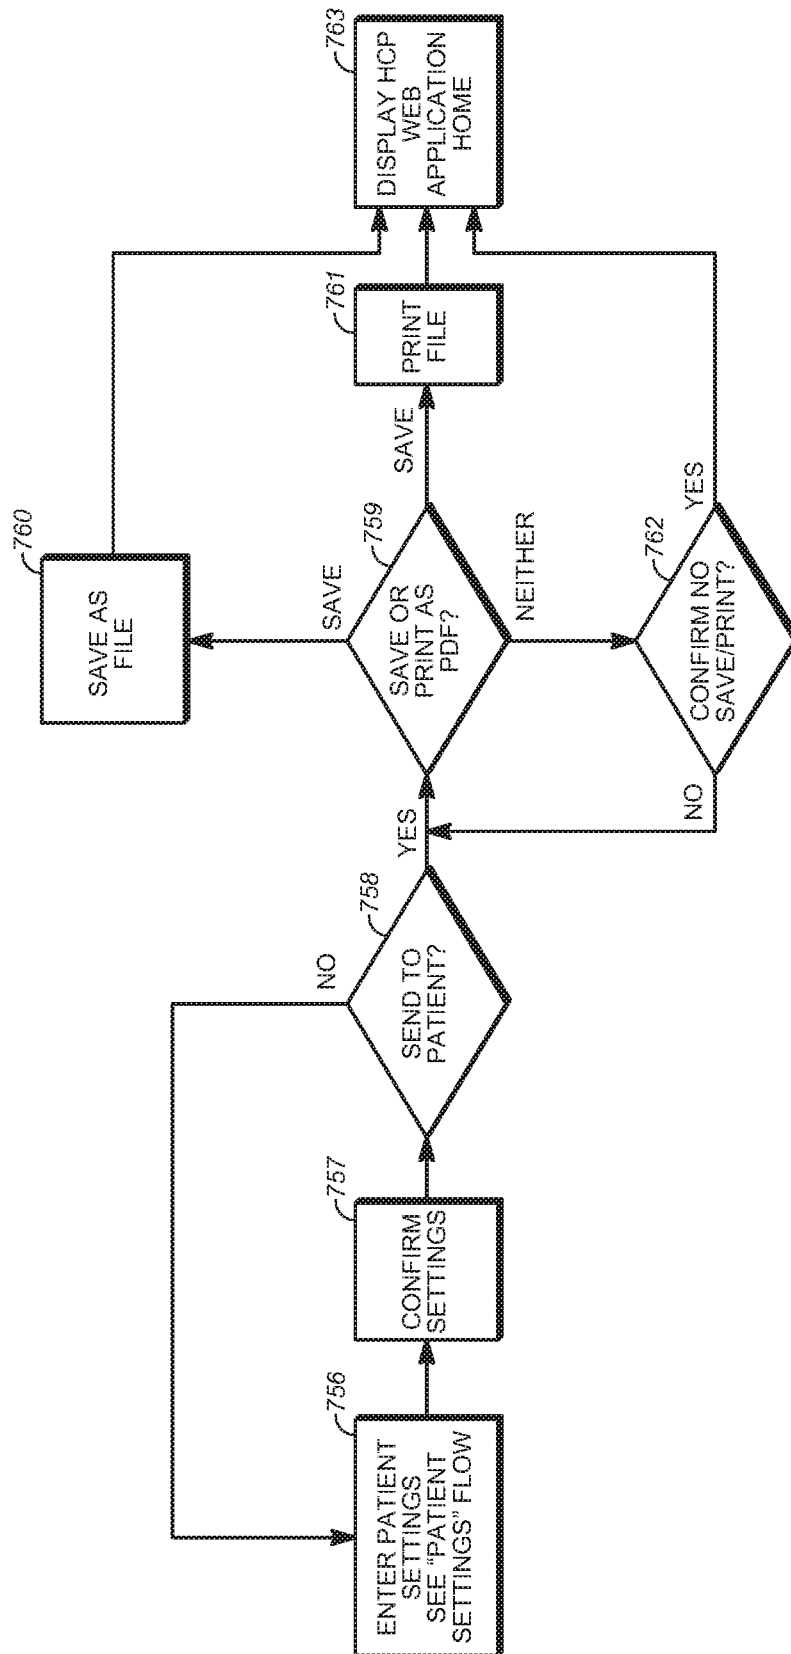 756
ENTER PATIENT
SETTINGS
SEE "PATIENT
SETTINGS" FLOW
757
CONFIRM
SETTINGS
758
SEND TO
PATIENT?
NO
YES
759
SAVE OR
PRINT AS
PDF?
SAVE
760
SAVE AS
FILE
SAVE
761
PRINT
FILE
NEITHER
762
CONFIRM NO
SAVE/PRINT?
NO
YES
763
DISPLAY HCP
WEB
APPLICATION
HOME